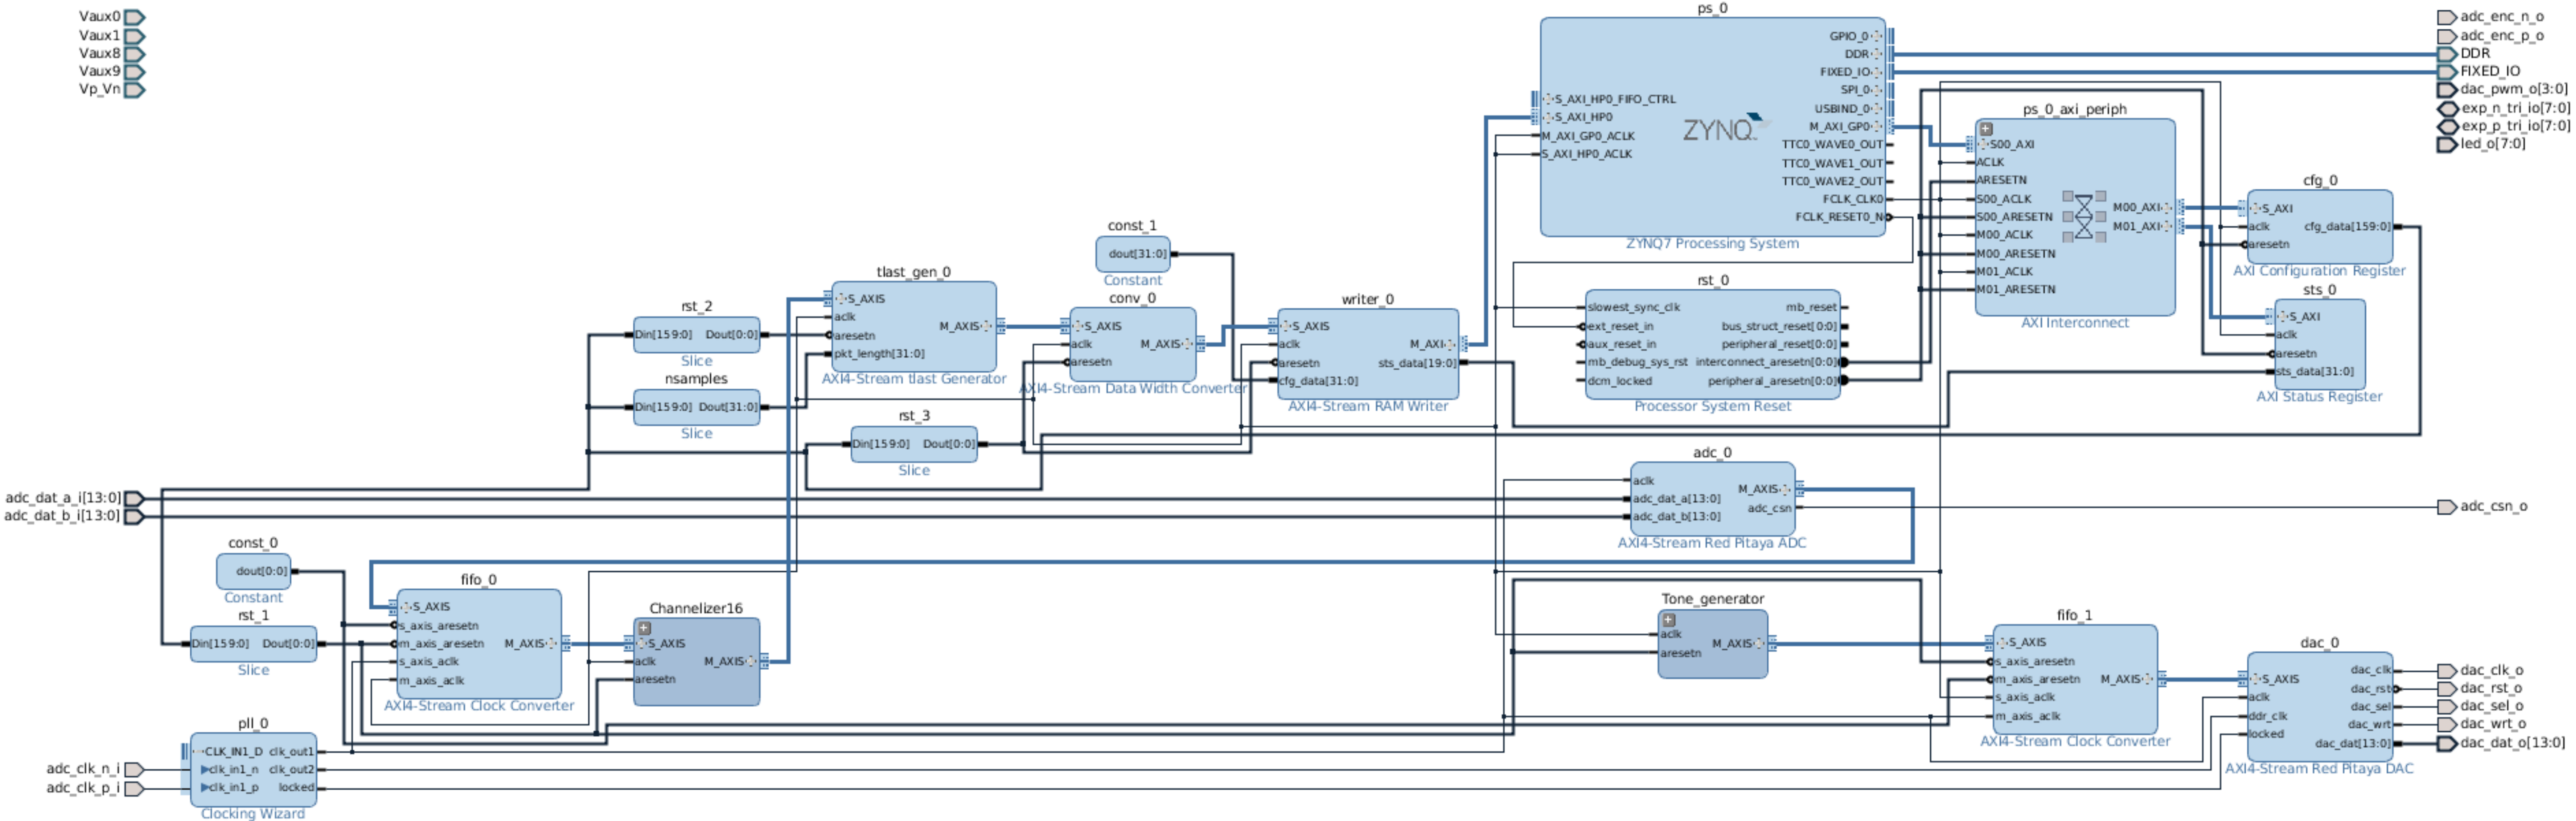 Vaux0
Vaux1
Vaux8
Vaux9
Vp_Vn
ps_0
GPIO_0
DDR
FIXED_IO
SPI_0
USBIND_0
M_AXI_GP0
TTC0_WAVE0_OUT
TTC0_WAVE1_OUT
TTC0_WAVE2_OUT
FCLK_CLK0
FCLK_RESET0_N
S_AXI_HP0_FIFO_CTRL
S_AXI_HP0
M_AXI_GP0_ACLK
S_AXI_HP0_ACLK
ZYNQ
ZYNQ7 Processing System
adc_enc_n_o
adc_enc_p_o
DDR
FIXED_IO
dac_pwm_o[3:0]
exp_n_tri_io[7:0]
exp_p_tri_io[7:0]
led_o[7:0]
ps_0_axi_periph
S00_AXI
ACLK
ARESETN
S00_ACLK
S00_ARESETN
M00_ACLK
M00_ARESETN
M01_ACLK
M01_ARESETN
M00_AXI
M01_AXI
AXI Interconnect
cfg_0
S_AXI
aclk
aresetn
cfg_data[159:0]
AXI Configuration Register
sts_0
S_AXI
aclk
aresetn
sts_data[31:0]
AXI Status Register
const_1
dout[31:0]
Constant
tlast_gen_0
S_AXIS
aclk
aresetn
pkt_length[31:0]
M_AXIS
AXI4-Stream tlast Generator
conv_0
S_AXIS
aclk
aresetn
M_AXIS
AXI4-Stream Data Width Converter
writer_0
S_AXIS
aclk
aresetn
cfg_data[31:0]
M_AXI
sts_data[19:0]
AXI4-Stream RAM Writer
rst_0
slowest_sync_clk
ext_reset_in
aux_reset_in
mb_debug_sys_rst
dcm_locked
mb_reset
bus_struct_reset[0:0]
peripheral_reset[0:0]
interconnect_aresetn[0:0]
peripheral_aresetn[0:0]
Processor System Reset
rst_2
Din[159:0] Dout[0:0]
Slice
nsamples
Din[159:0] Dout[31:0]
Slice
rst_3
Din[159:0] Dout[0:0]
Slice
adc_dat_a_i[13:0]
adc_dat_b_i[13:0]
adc_0
aclk
adc_dat_a[13:0]
adc_dat_b[13:0]
M_AXIS
adc_csn
AXI4-Stream Red Pitaya ADC
adc_csn_o
const_0
dout[0:0]
Constant
rst_1
Din[159:0] Dout[0:0]
Slice
fifo_0
S_AXIS
s_axis_aresetn
m_axis_aresetn
s_axis_aclk
m_axis_aclk
M_AXIS
AXI4-Stream Clock Converter
Channelizer16
S_AXIS
aclk
aresetn
M_AXIS
Tone_generator
aclk
aresetn
M_AXIS
fifo_1
S_AXIS
s_axis_aresetn
m_axis_aresetn
s_axis_aclk
m_axis_aclk
M_AXIS
AXI4-Stream Clock Converter
dac_0
S_AXIS
aclk
ddr_clk
locked
dac_clk
dac_rst
dac_sel
dac_wrt
dac_dat[13:0]
AXI4-Stream Red Pitaya DAC
dac_clk_o
dac_rst_o
dac_sel_o
dac_wrt_o
dac_dat_o[13:0]
pll_0
CLK_IN1_D clk_out1
clk_in1_n clk_out2
clk_in1_p locked
Clocking Wizard
adc_clk_n_i
adc_clk_p_i